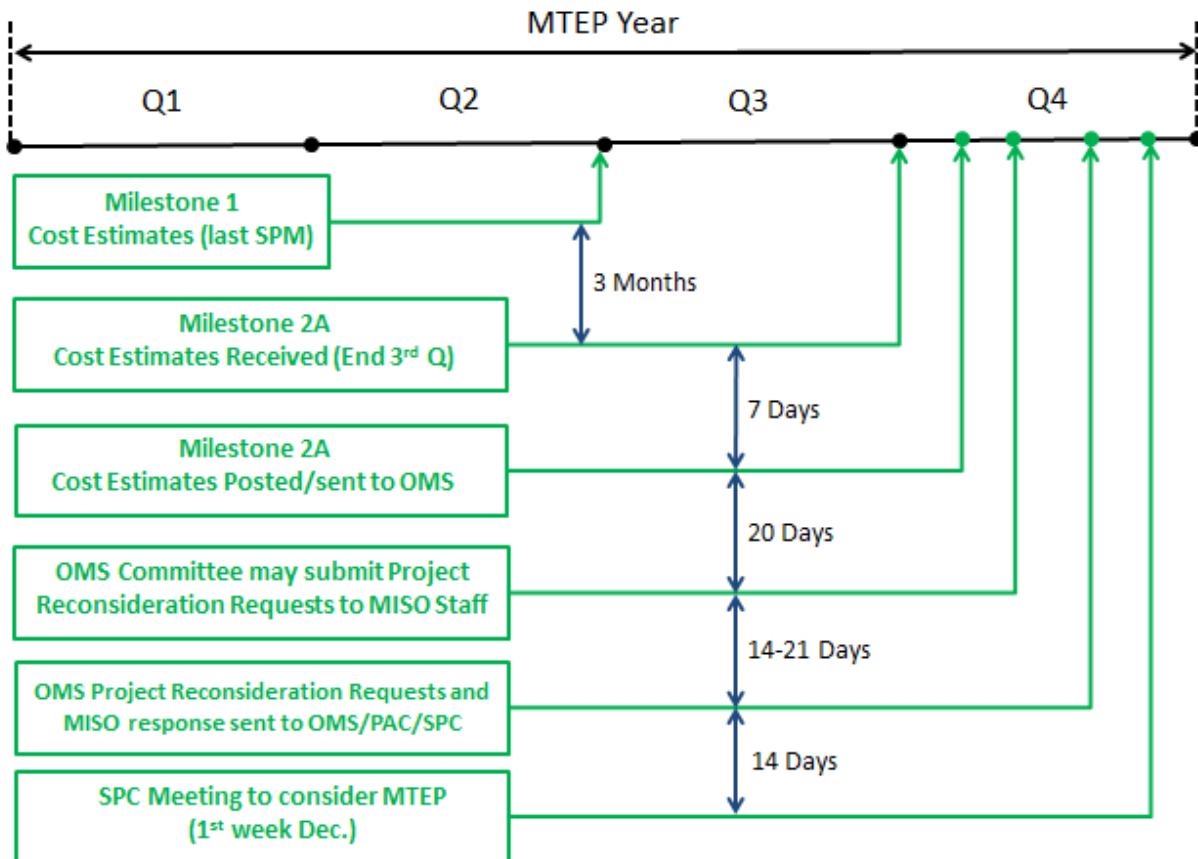 MTEP Year
Q1 Q2 Q3 Q4
Milestone 1
Cost Estimates (last SPM)
3 Months
Milestone 2A
Cost Estimates Received (End 3rd Q)
7 Days
Milestone 2A
Cost Estimates Posted/sent to OMS
20 Days
OMS Committee may submit Project
Reconsideration Requests to MISO Staff
14-21 Days
OMS Project Reconsideration Requests and
MISO response sent to OMS/PAC/SPC
14 Days
SPC Meeting to consider MTEP
(1st week Dec.)